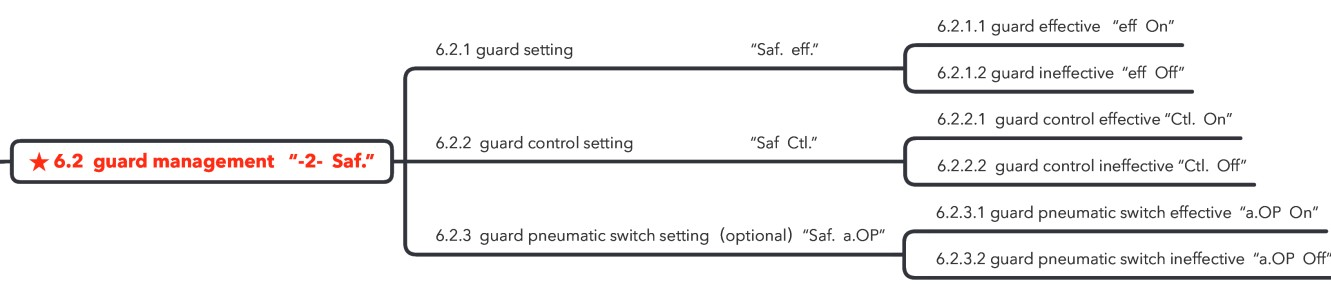 ★ 6.2 guard management “-2- Saf.”
6.2.1 guard setting “Saf. eff.”
6.2.1.1 guard effective “eff On”
6.2.1.2 guard ineffective “eff Off”
6.2.2 guard control setting “Saf Ctl.”
6.2.2.1 guard control effective “Ctl. On”
6.2.2.2 guard control ineffective “Ctl. Off”
6.2.3 guard pneumatic switch setting（optional）“Saf. a.OP”
6.2.3.1 guard pneumatic switch effective “a.OP On”
6.2.3.2 guard pneumatic switch ineffective “a.OP Off”